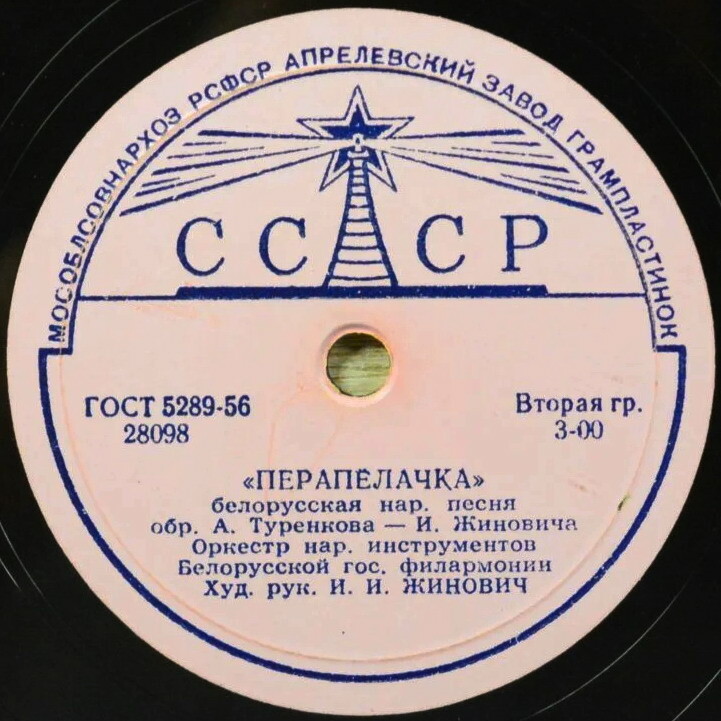 МОСОБЛСОВНАРХОЗ РСФСР АПРЕЛЕВСКИЙ ЗАВОД ГРАМПЛАСТИНОК
СССР
ГОСТ 5289-56
28098
Вторая гр.
3-00
«ПЕРАПЕЛАЧКА»
белорусская нар. песня
обр. А. Туренкова — И. Жиновича
Оркестр нар. инструментов
Белорусской гос. филармонии
Худ. рук. И. И. ЖИНОВИЧ